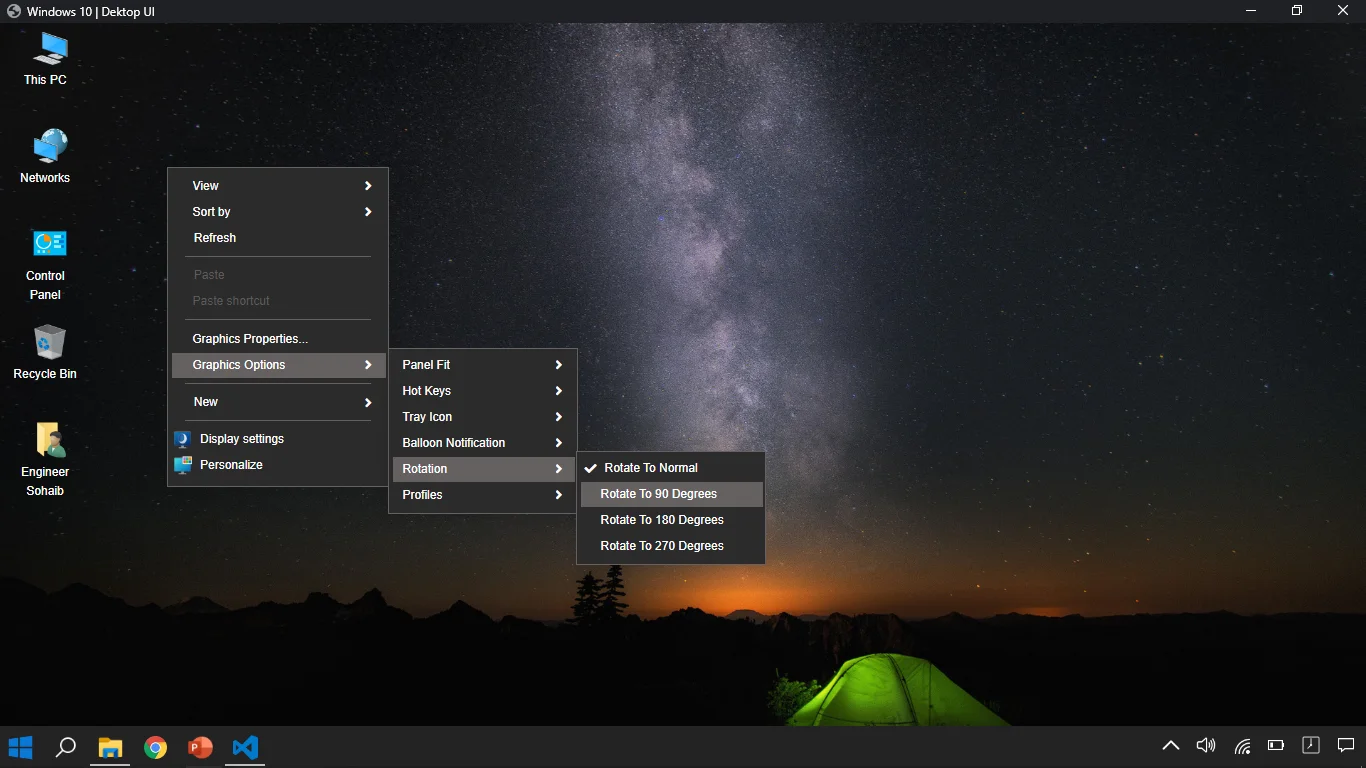 Windows 10 | Dektop UI
This PC
Networks
Control
Panel
Recycle Bin
Engineer
Sohaib
View
Sort by
Refresh
Paste
Paste shortcut
Graphics Properties...
Graphics Options
New
Display settings
Personalize
Panel Fit
Hot Keys
Tray Icon
Balloon Notification
Rotation
Profiles
Rotate To Normal
Rotate To 90 Degrees
Rotate To 180 Degrees
Rotate To 270 Degrees